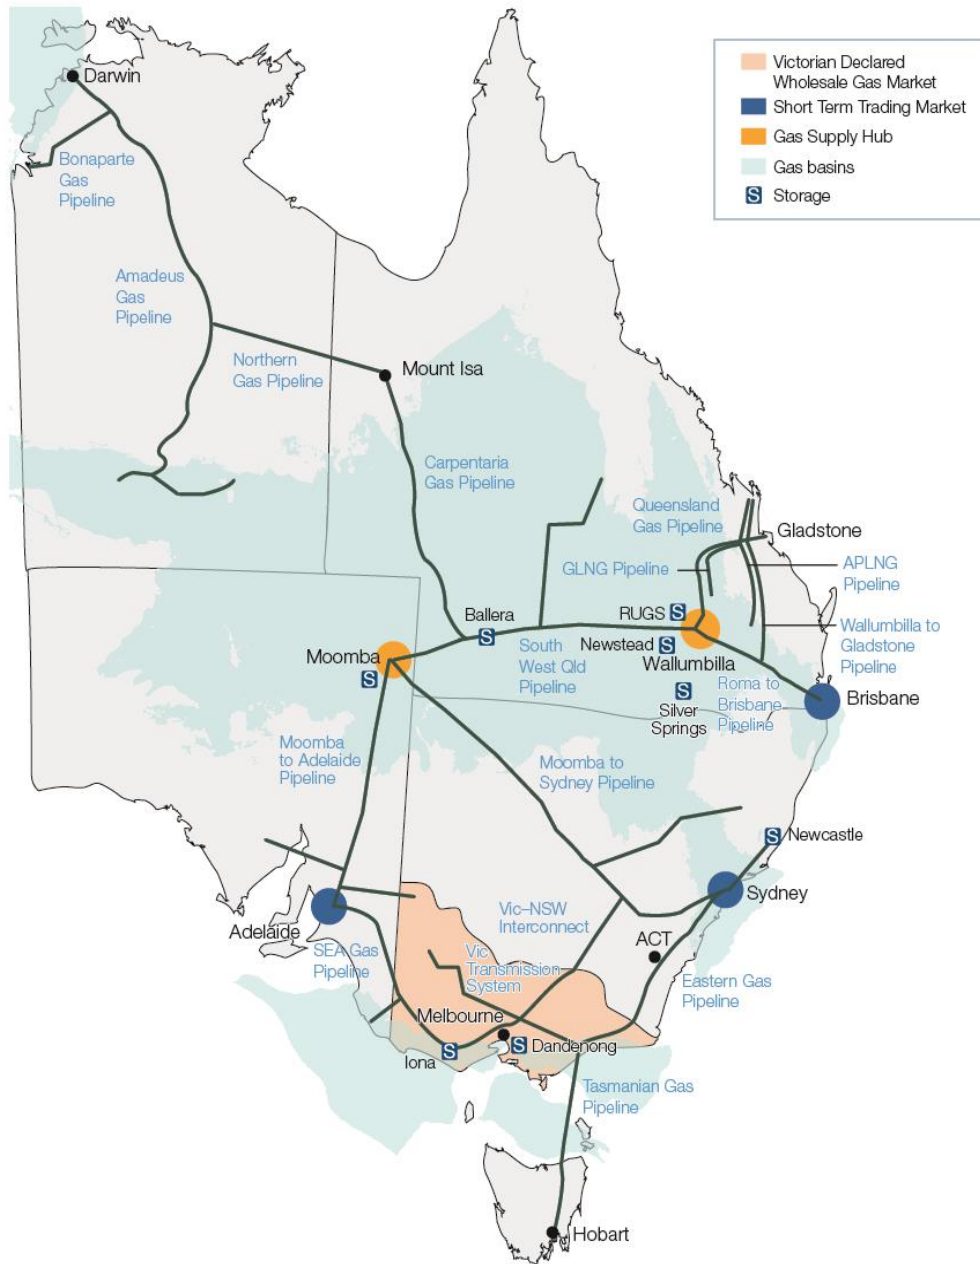 Darwin
Victorian Declared
Wholesale Gas Market
Short Term Trading Market
Gas Supply Hub
Gas basins
S Storage
Bonaparte
Gas
Pipeline
Amadeus
Gas
Pipeline
Northern
Gas Pipeline
Mount Isa
Carpentaria
Gas Pipeline
Queensland
Gas Pipeline
Gladstone
GLNG Pipeline
APLNG
Pipeline
Ballera
S
RUGS S
Newstead S
Wallumbilla
Wallumbilla to
Gladstone
Pipeline
Moomba
S
South
West Qld
Pipeline
S
Silver
Springs
Roma to
Brisbane
Pipeline
Brisbane
Moomba
to Adelaide
Pipeline
Moomba to
Sydney Pipeline
S Newcastle
Sydney
Adelaide
SEA Gas
Pipeline
Vic–NSW
Interconnect
ACT
Vic
Transmission
System
Eastern Gas
Pipeline
Melbourne
S Dandenong
Iona S
Tasmanian Gas
Pipeline
Hobart